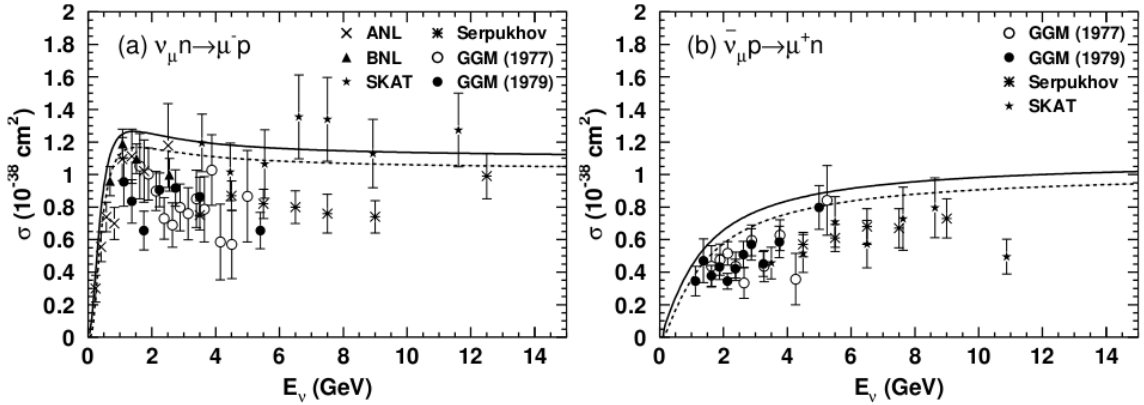 (a) ν_μ n→μ⁻p
ANL
BNL
SKAT
Serpukhov
GGM (1977)
GGM (1979)
σ (10⁻³⁸ cm²)
2
1.8
1.6
1.4
1.2
1
0.8
0.6
0.4
0.2
0
0 2 4 6 8 10 12 14
E_ν (GeV)
(b) ν̄_μ p→μ⁺n
GGM (1977)
GGM (1979)
Serpukhov
SKAT
σ (10⁻³⁸ cm²)
2
1.8
1.6
1.4
1.2
1
0.8
0.6
0.4
0.2
0
0 2 4 6 8 10 12 14
E_ν (GeV)